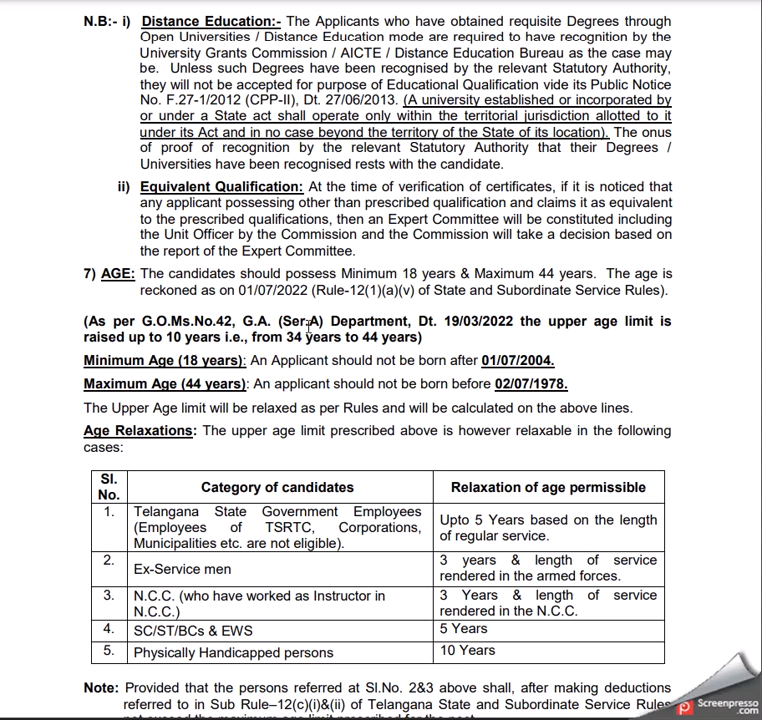 N.B:- i) Distance Education:- The Applicants who have obtained requisite Degrees through
Open Universities / Distance Education mode are required to have recognition by the
University Grants Commission / AICTE / Distance Education Bureau as the case may
be. Unless such Degrees have been recognised by the relevant Statutory Authority,
they will not be accepted for purpose of Educational Qualification vide its Public Notice
No. F.27-1/2012 (CPP-II), Dt. 27/06/2013. (A university established or incorporated by
or under a State act shall operate only within the territorial jurisdiction allotted to it
under its Act and in no case beyond the territory of the State of its location). The onus
of proof of recognition by the relevant Statutory Authority that their Degrees /
Universities have been recognised rests with the candidate.
ii) Equivalent Qualification: At the time of verification of certificates, if it is noticed that
any applicant possessing other than prescribed qualification and claims it as equivalent
to the prescribed qualifications, then an Expert Committee will be constituted including
the Unit Officer by the Commission and the Commission will take a decision based on
the report of the Expert Committee.
7) AGE: The candidates should possess Minimum 18 years & Maximum 44 years. The age is
reckoned as on 01/07/2022 (Rule-12(1)(a)(v) of State and Subordinate Service Rules).
(As per G.O.Ms.No.42, G.A. (Ser.A) Department, Dt. 19/03/2022 the upper age limit is
raised up to 10 years i.e., from 34 years to 44 years)
Minimum Age (18 years): An Applicant should not be born after 01/07/2004.
Maximum Age (44 years): An applicant should not be born before 02/07/1978.
The Upper Age limit will be relaxed as per Rules and will be calculated on the above lines.
Age Relaxations: The upper age limit prescribed above is however relaxable in the following
cases:
Sl.
No.
Category of candidates
Relaxation of age permissible
1.
Telangana State Government Employees
(Employees of TSRTC, Corporations,
Municipalities etc. are not eligible).
Upto 5 Years based on the length
of regular service.
2.
Ex-Service men
3 years & length of service
rendered in the armed forces.
3.
N.C.C. (who have worked as Instructor in
N.C.C.)
3 Years & length of service
rendered in the N.C.C.
4.
SC/ST/BCs & EWS
5 Years
5.
Physically Handicapped persons
10 Years
Note: Provided that the persons referred at Sl.No. 2&3 above shall, after making deductions
referred to in Sub Rule–12(c)(i)&(ii) of Telangana State and Subordinate Service Rules
not exceed the maximum age limit prescribed for the post.
Screenpresso
.com